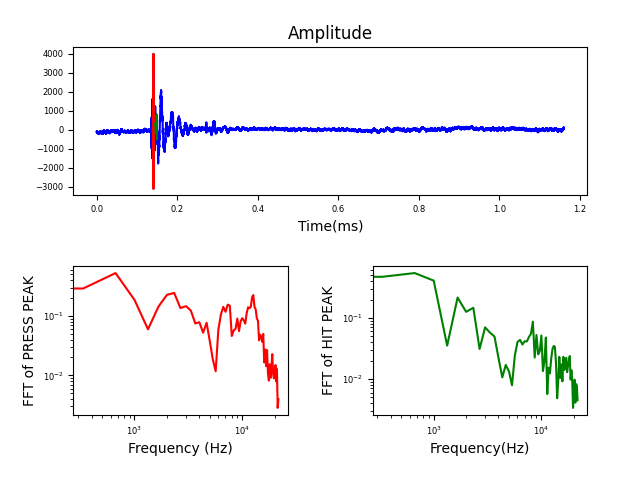 Amplitude
4000
3000
2000
1000
0
−1000
−2000
−3000
0.0 0.2 0.4 0.6 0.8 1.0 1.2
Time(ms)
FFT of PRESS PEAK
10⁻¹
10⁻²
10³ 10⁴
Frequency (Hz)
FFT of HIT PEAK
10⁻¹
10⁻²
10³ 10⁴
Frequency(Hz)